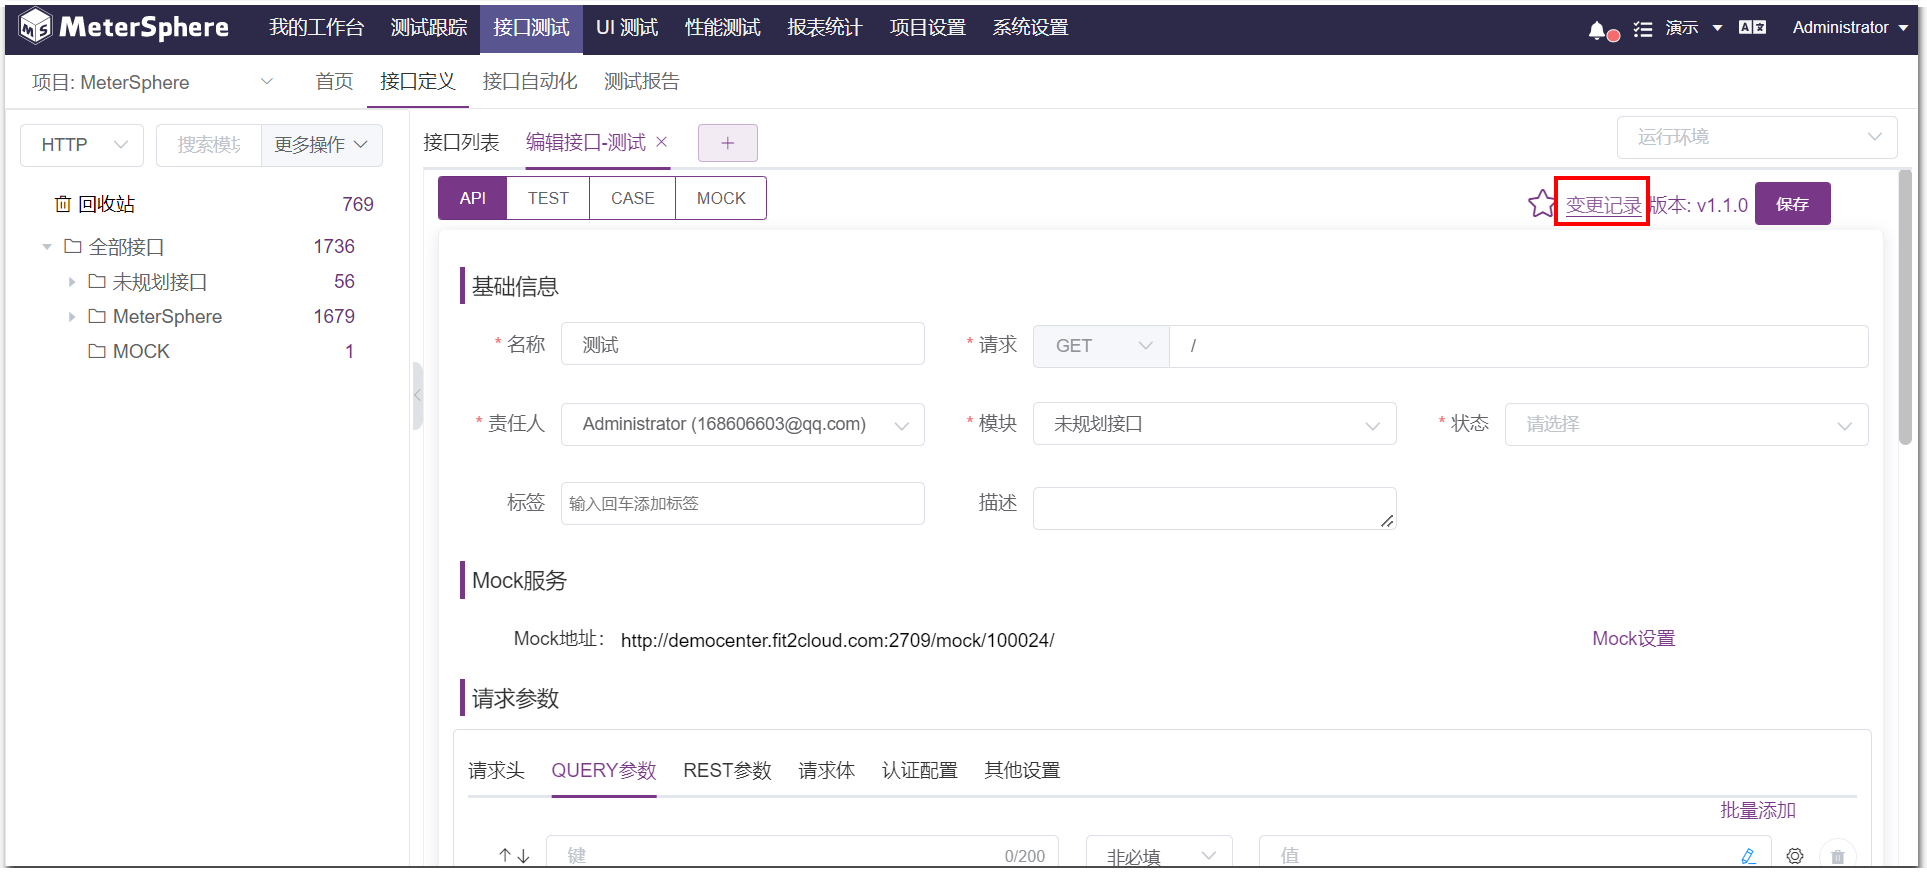 MeterSphere 我的工作台 测试跟踪 接口测试 UI 测试 性能测试 报表统计 项目设置 系统设置 演示 Administrator
项目: MeterSphere 首页 接口定义 接口自动化 测试报告
HTTP 搜索模块 更多操作 接口列表 编辑接口-测试 × + 运行环境
API TEST CASE MOCK 变更记录 版本: v1.1.0 保存
回收站 769
全部接口 1736
未规划接口 56
MeterSphere 1679
MOCK 1
基础信息
* 名称 测试 * 请求 GET /
* 责任人 Administrator (168606603@qq.com) * 模块 未规划接口 * 状态 请选择
标签 输入回车添加标签 描述
Mock服务
Mock地址： http://democenter.fit2cloud.com:2709/mock/100024/ Mock设置
请求参数
请求头 QUERY参数 REST参数 请求体 认证配置 其他设置
批量添加
键 0/200 非必填 值